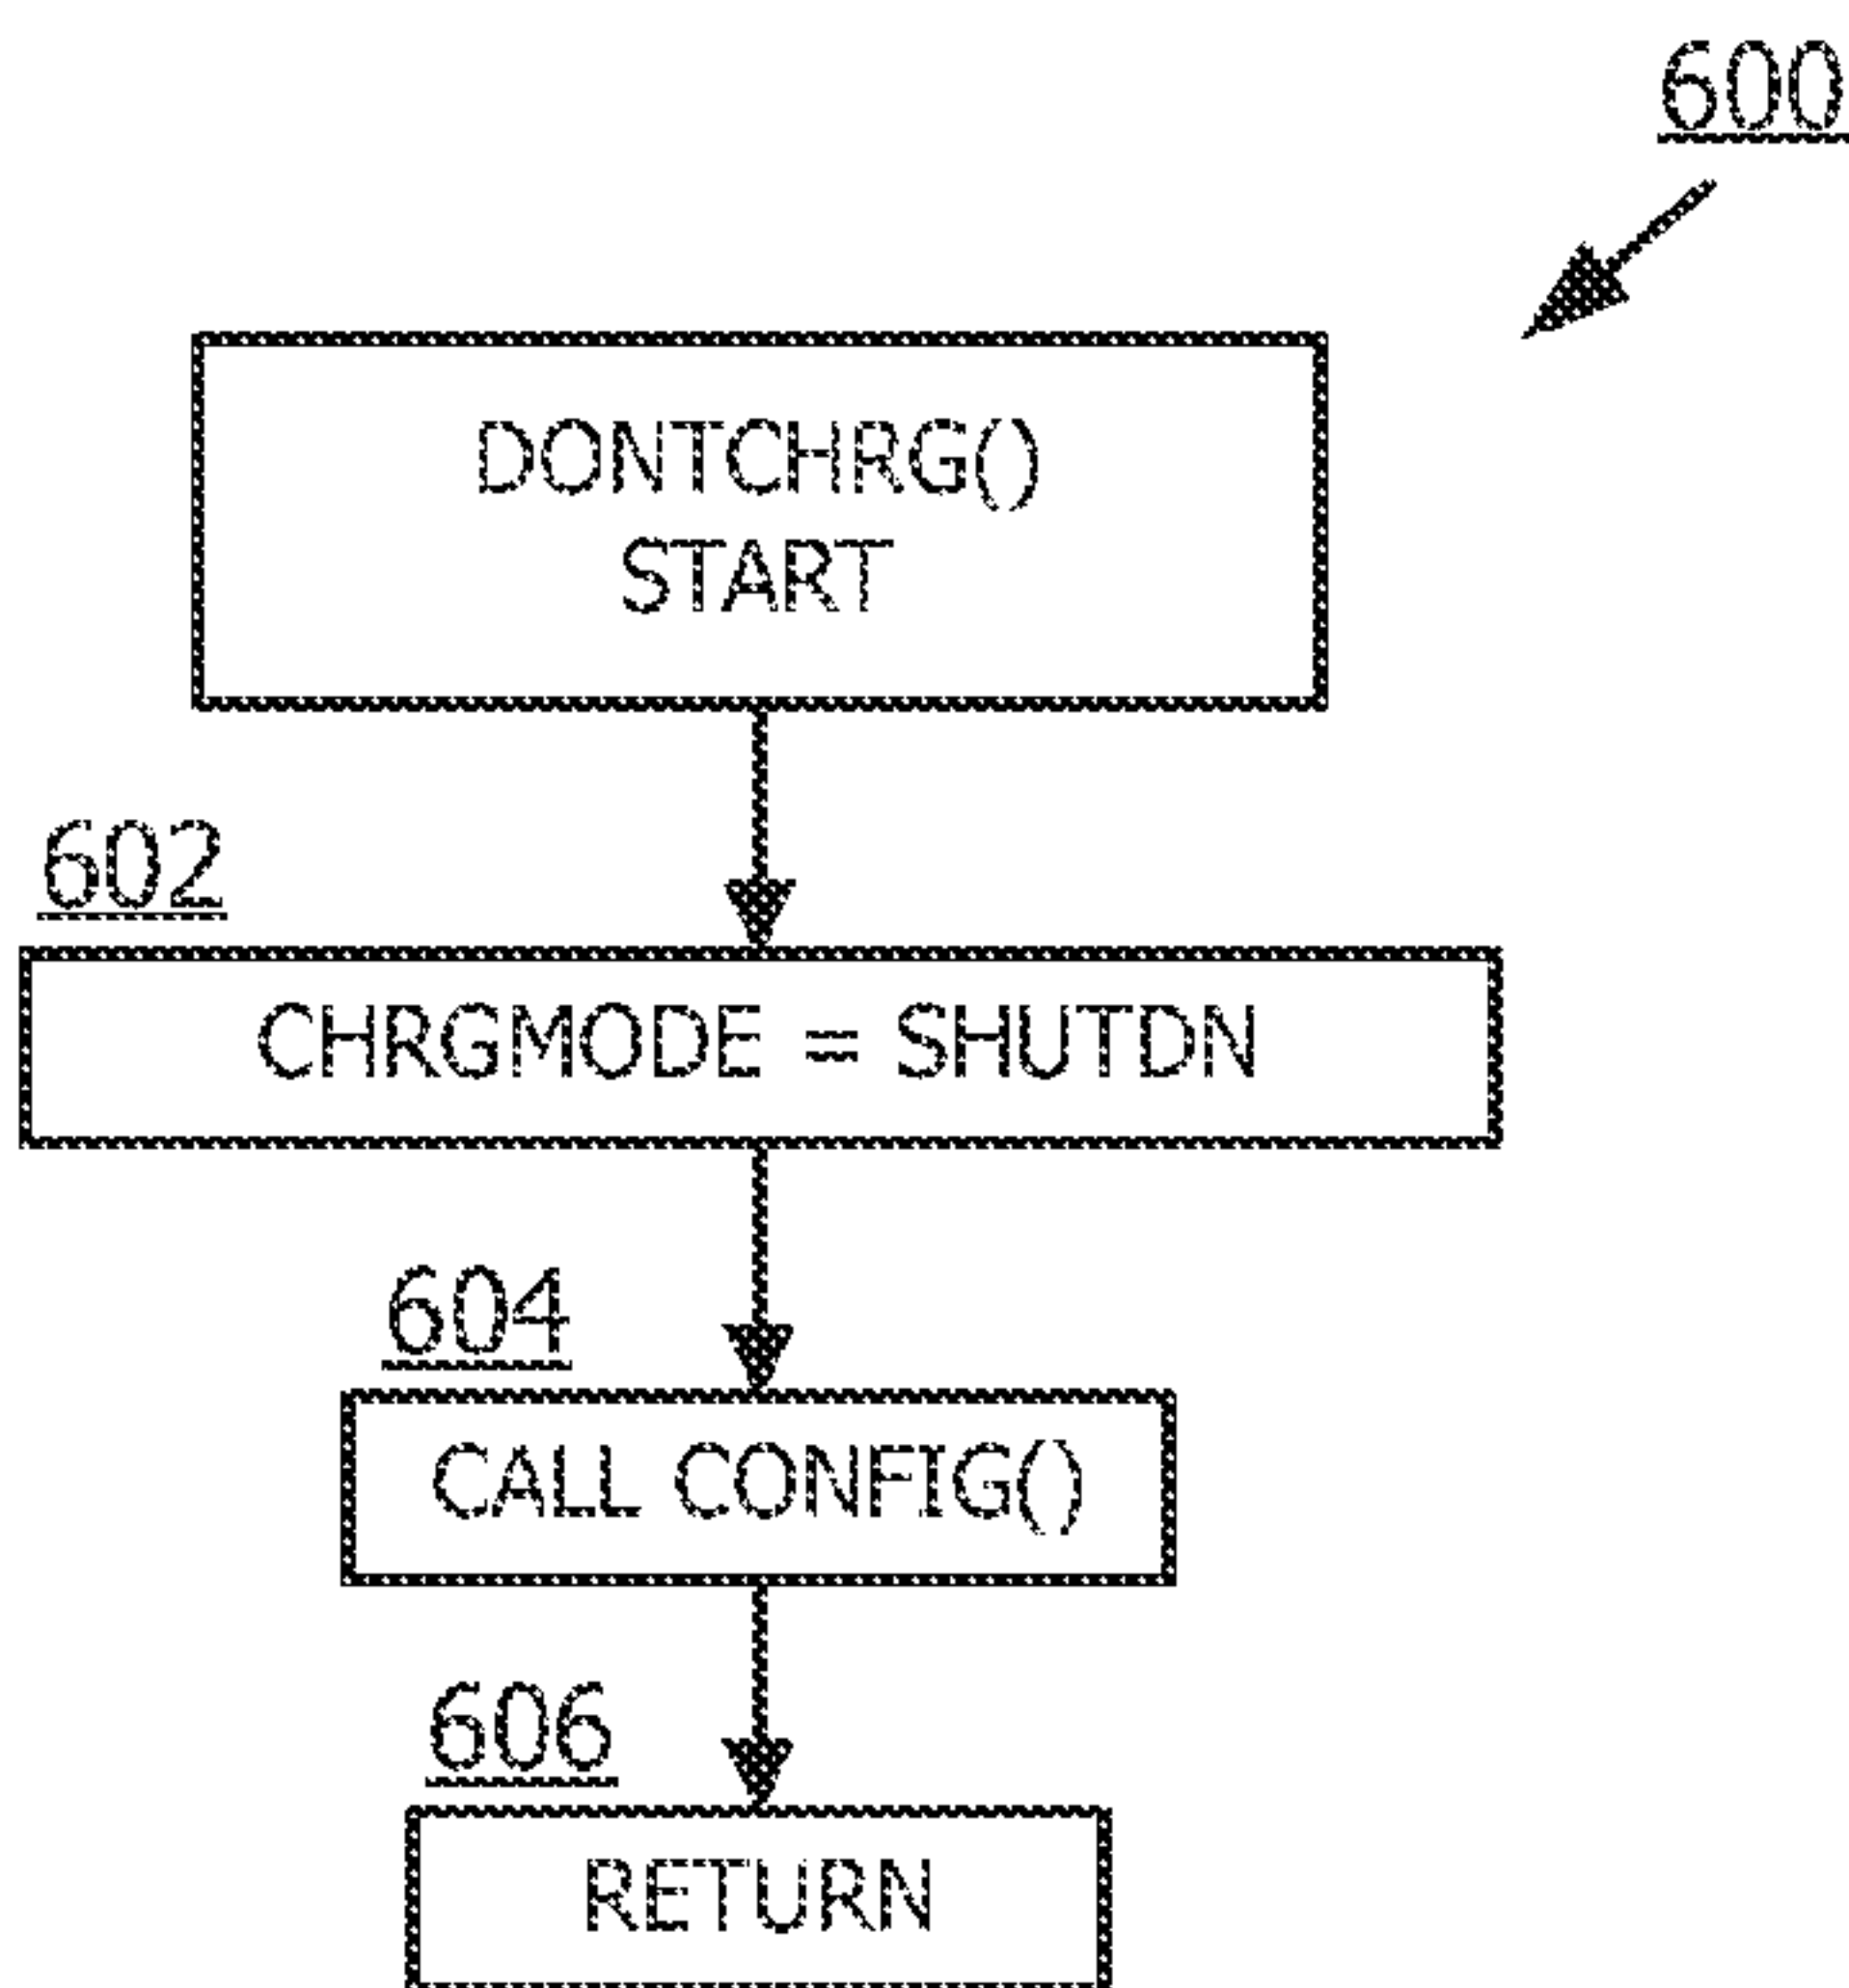 600
DONTCHRG()
START
602
CHRGMODE = SHUTDN
604
CALL CONFIG()
606
RETURN